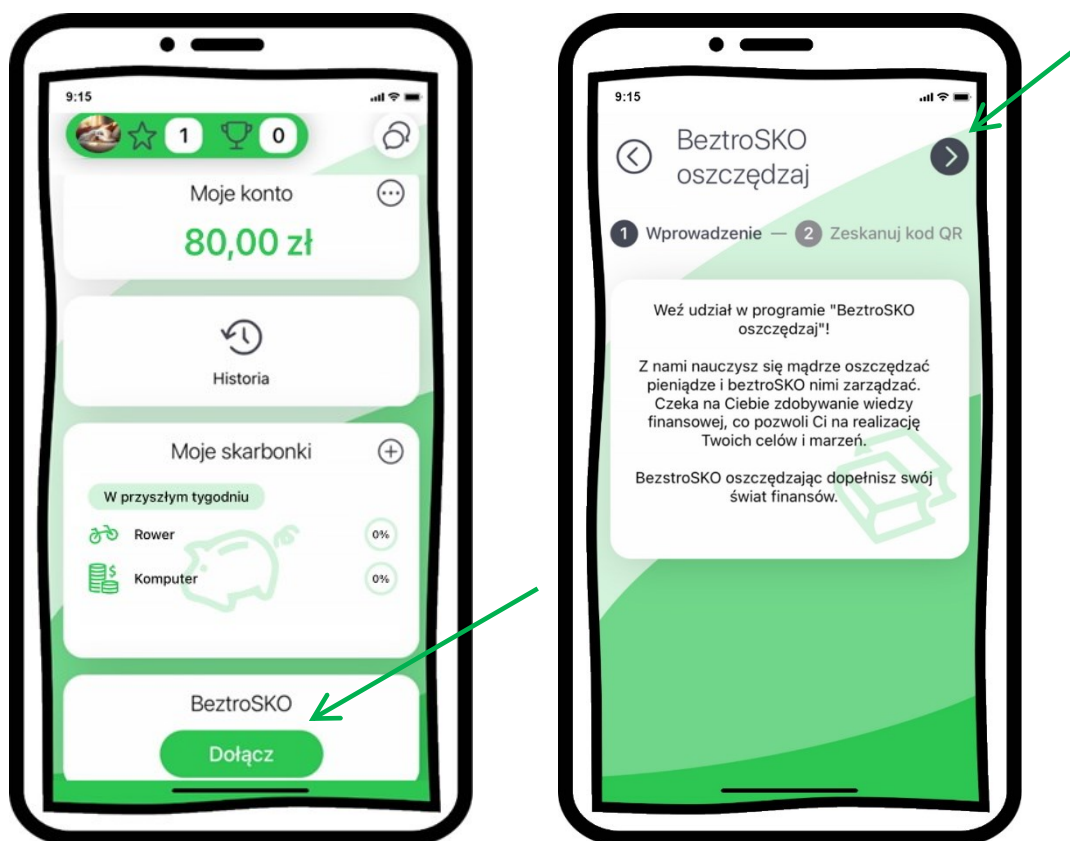 9:15
1 0
Moje konto
80,00 zł
Historia
Moje skarbonki
W przyszłym tygodniu
Rower 0%
$
Komputer 0%
BeztroSKO
Dołącz
9:15
BeztroSKO
oszczędzaj
1 Wprowadzenie — 2 Zeskanuj kod QR
Weź udział w programie "BeztroSKO
oszczędzaj"!
Z nami nauczysz się mądrze oszczędzać
pieniądze i beztroSKO nimi zarządzać.
Czeka na Ciebie zdobywanie wiedzy
finansowej, co pozwoli Ci na realizację
Twoich celów i marzeń.
BezstroSKO oszczędzając dopełnisz swój
świat finansów.